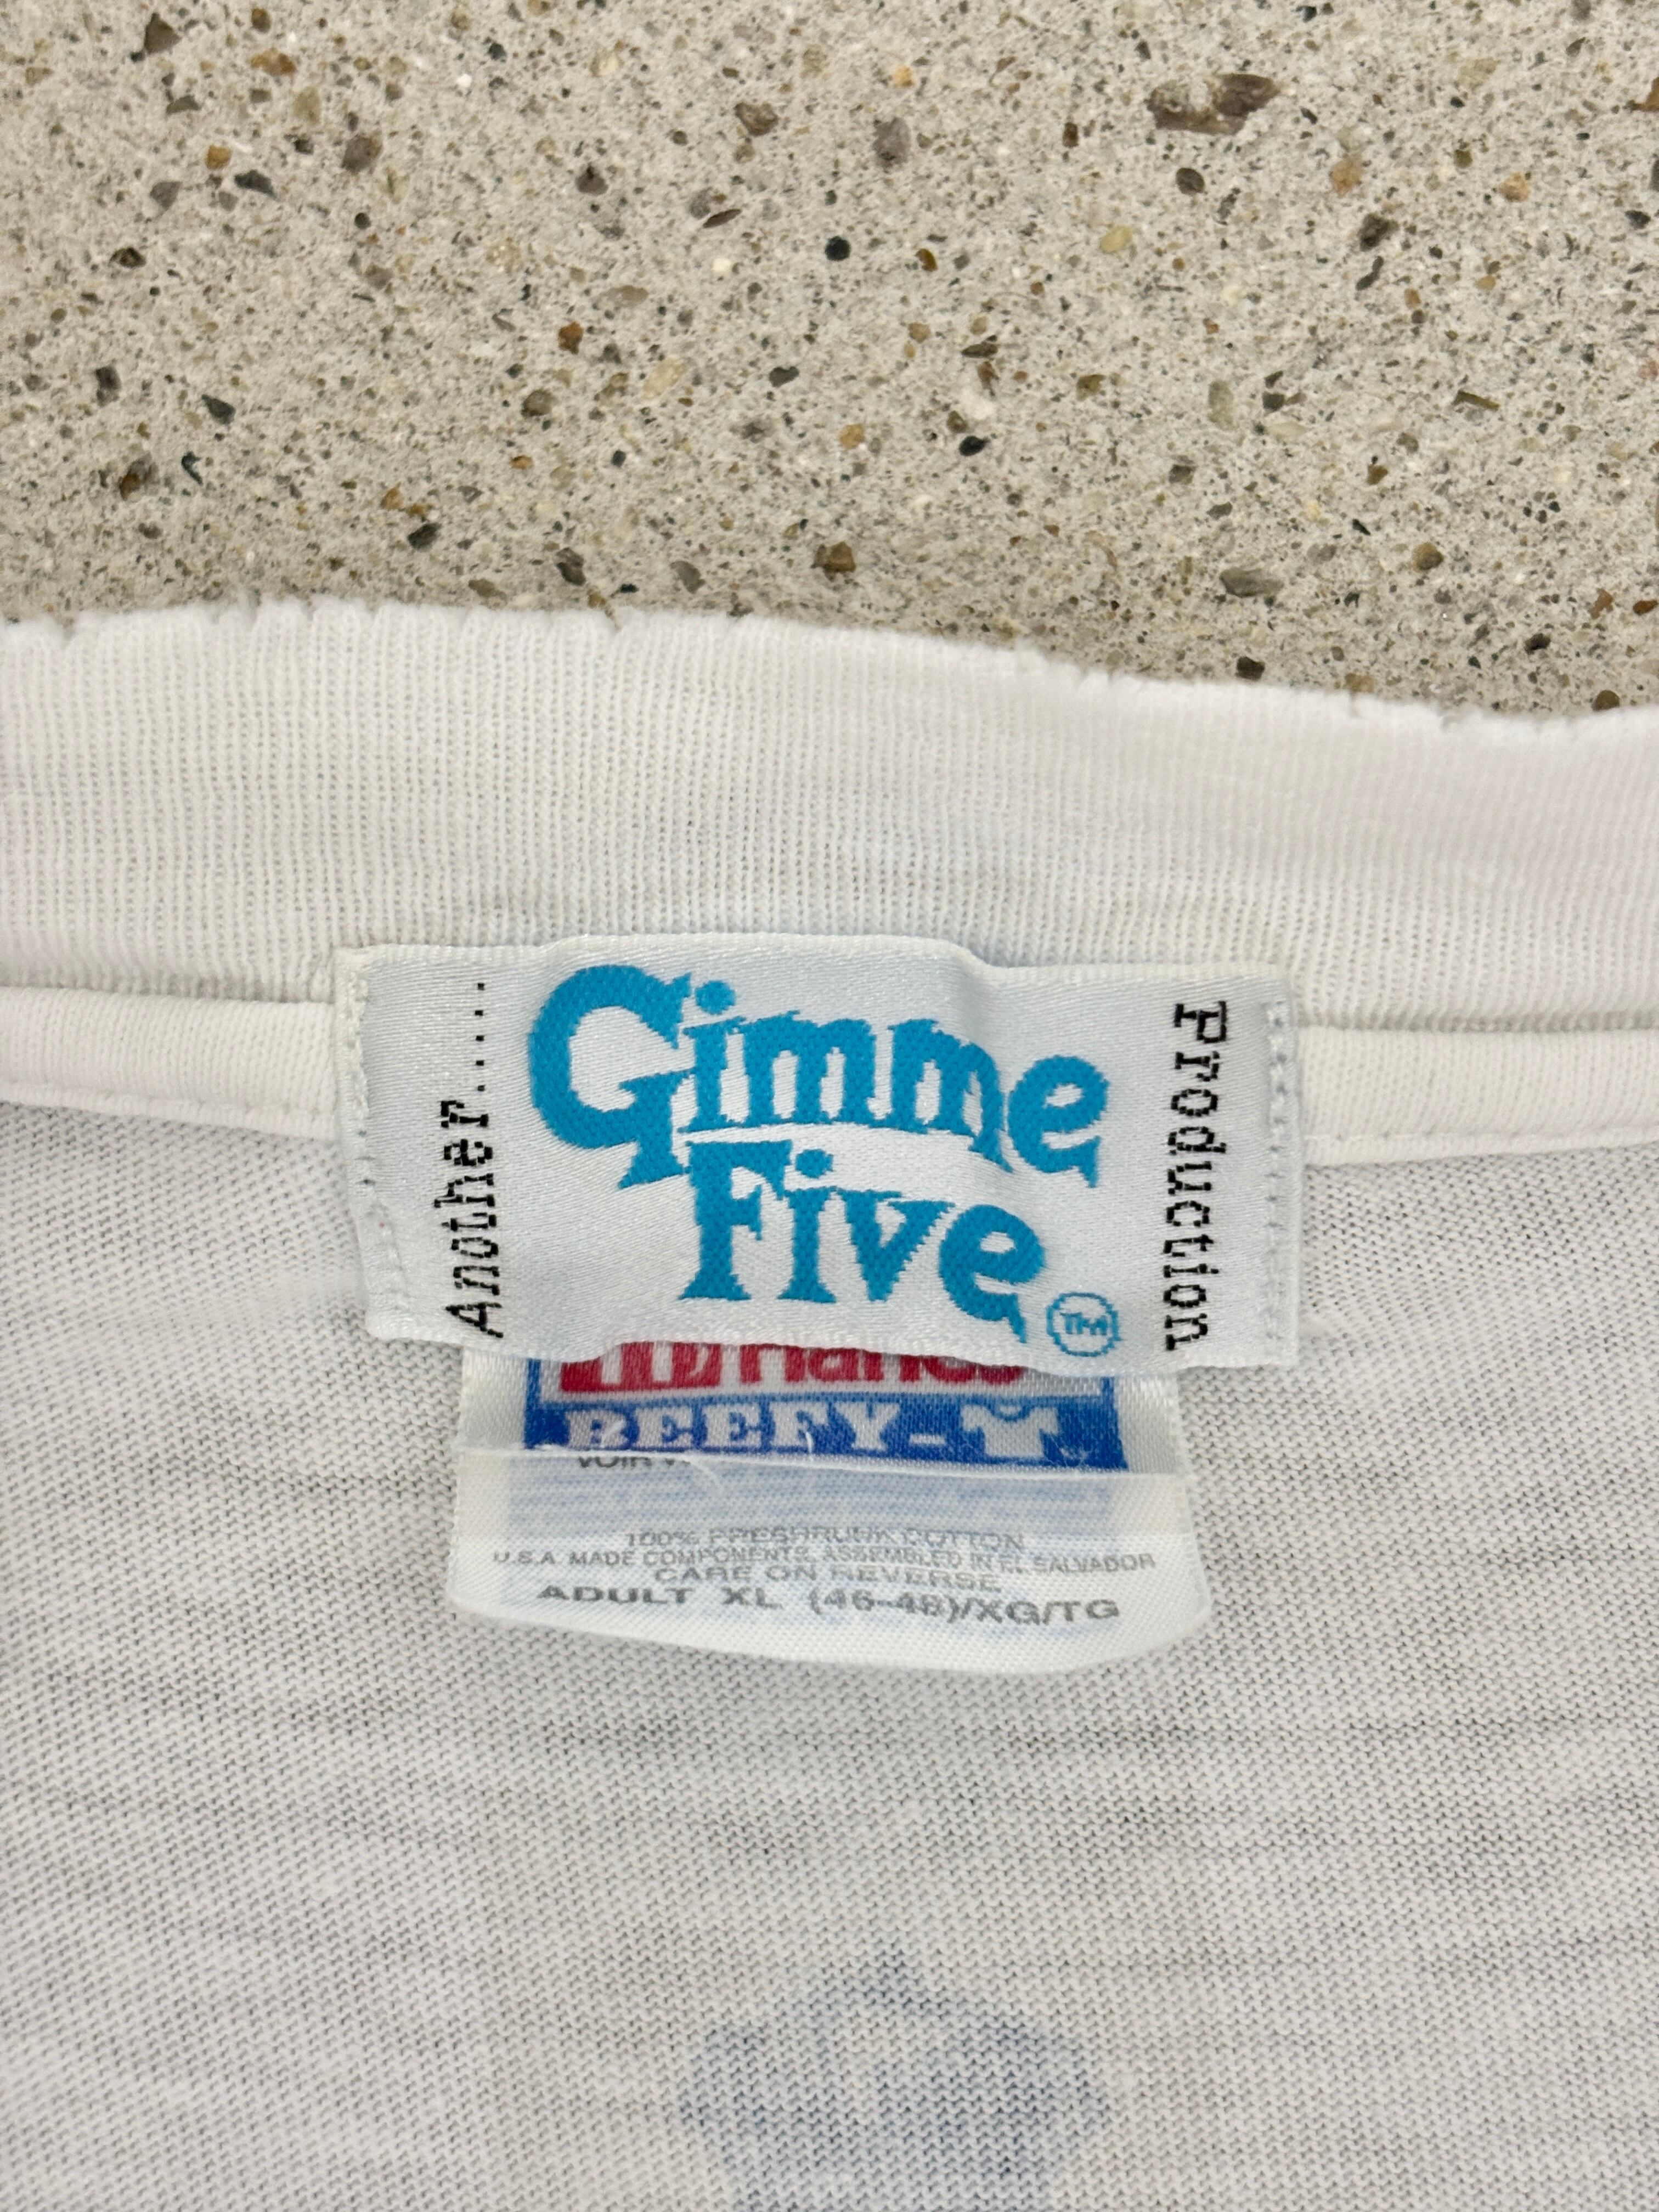 Another......
Gimme
Five
TM
Production
Hanes
BEEFY-T
VOIR
100% PRESHRUNK COTTON
U.S.A. MADE COMPONENTS, ASSEMBLED IN EL SALVADOR
CARE ON REVERSE
ADULT XL (46-48)/XG/TG